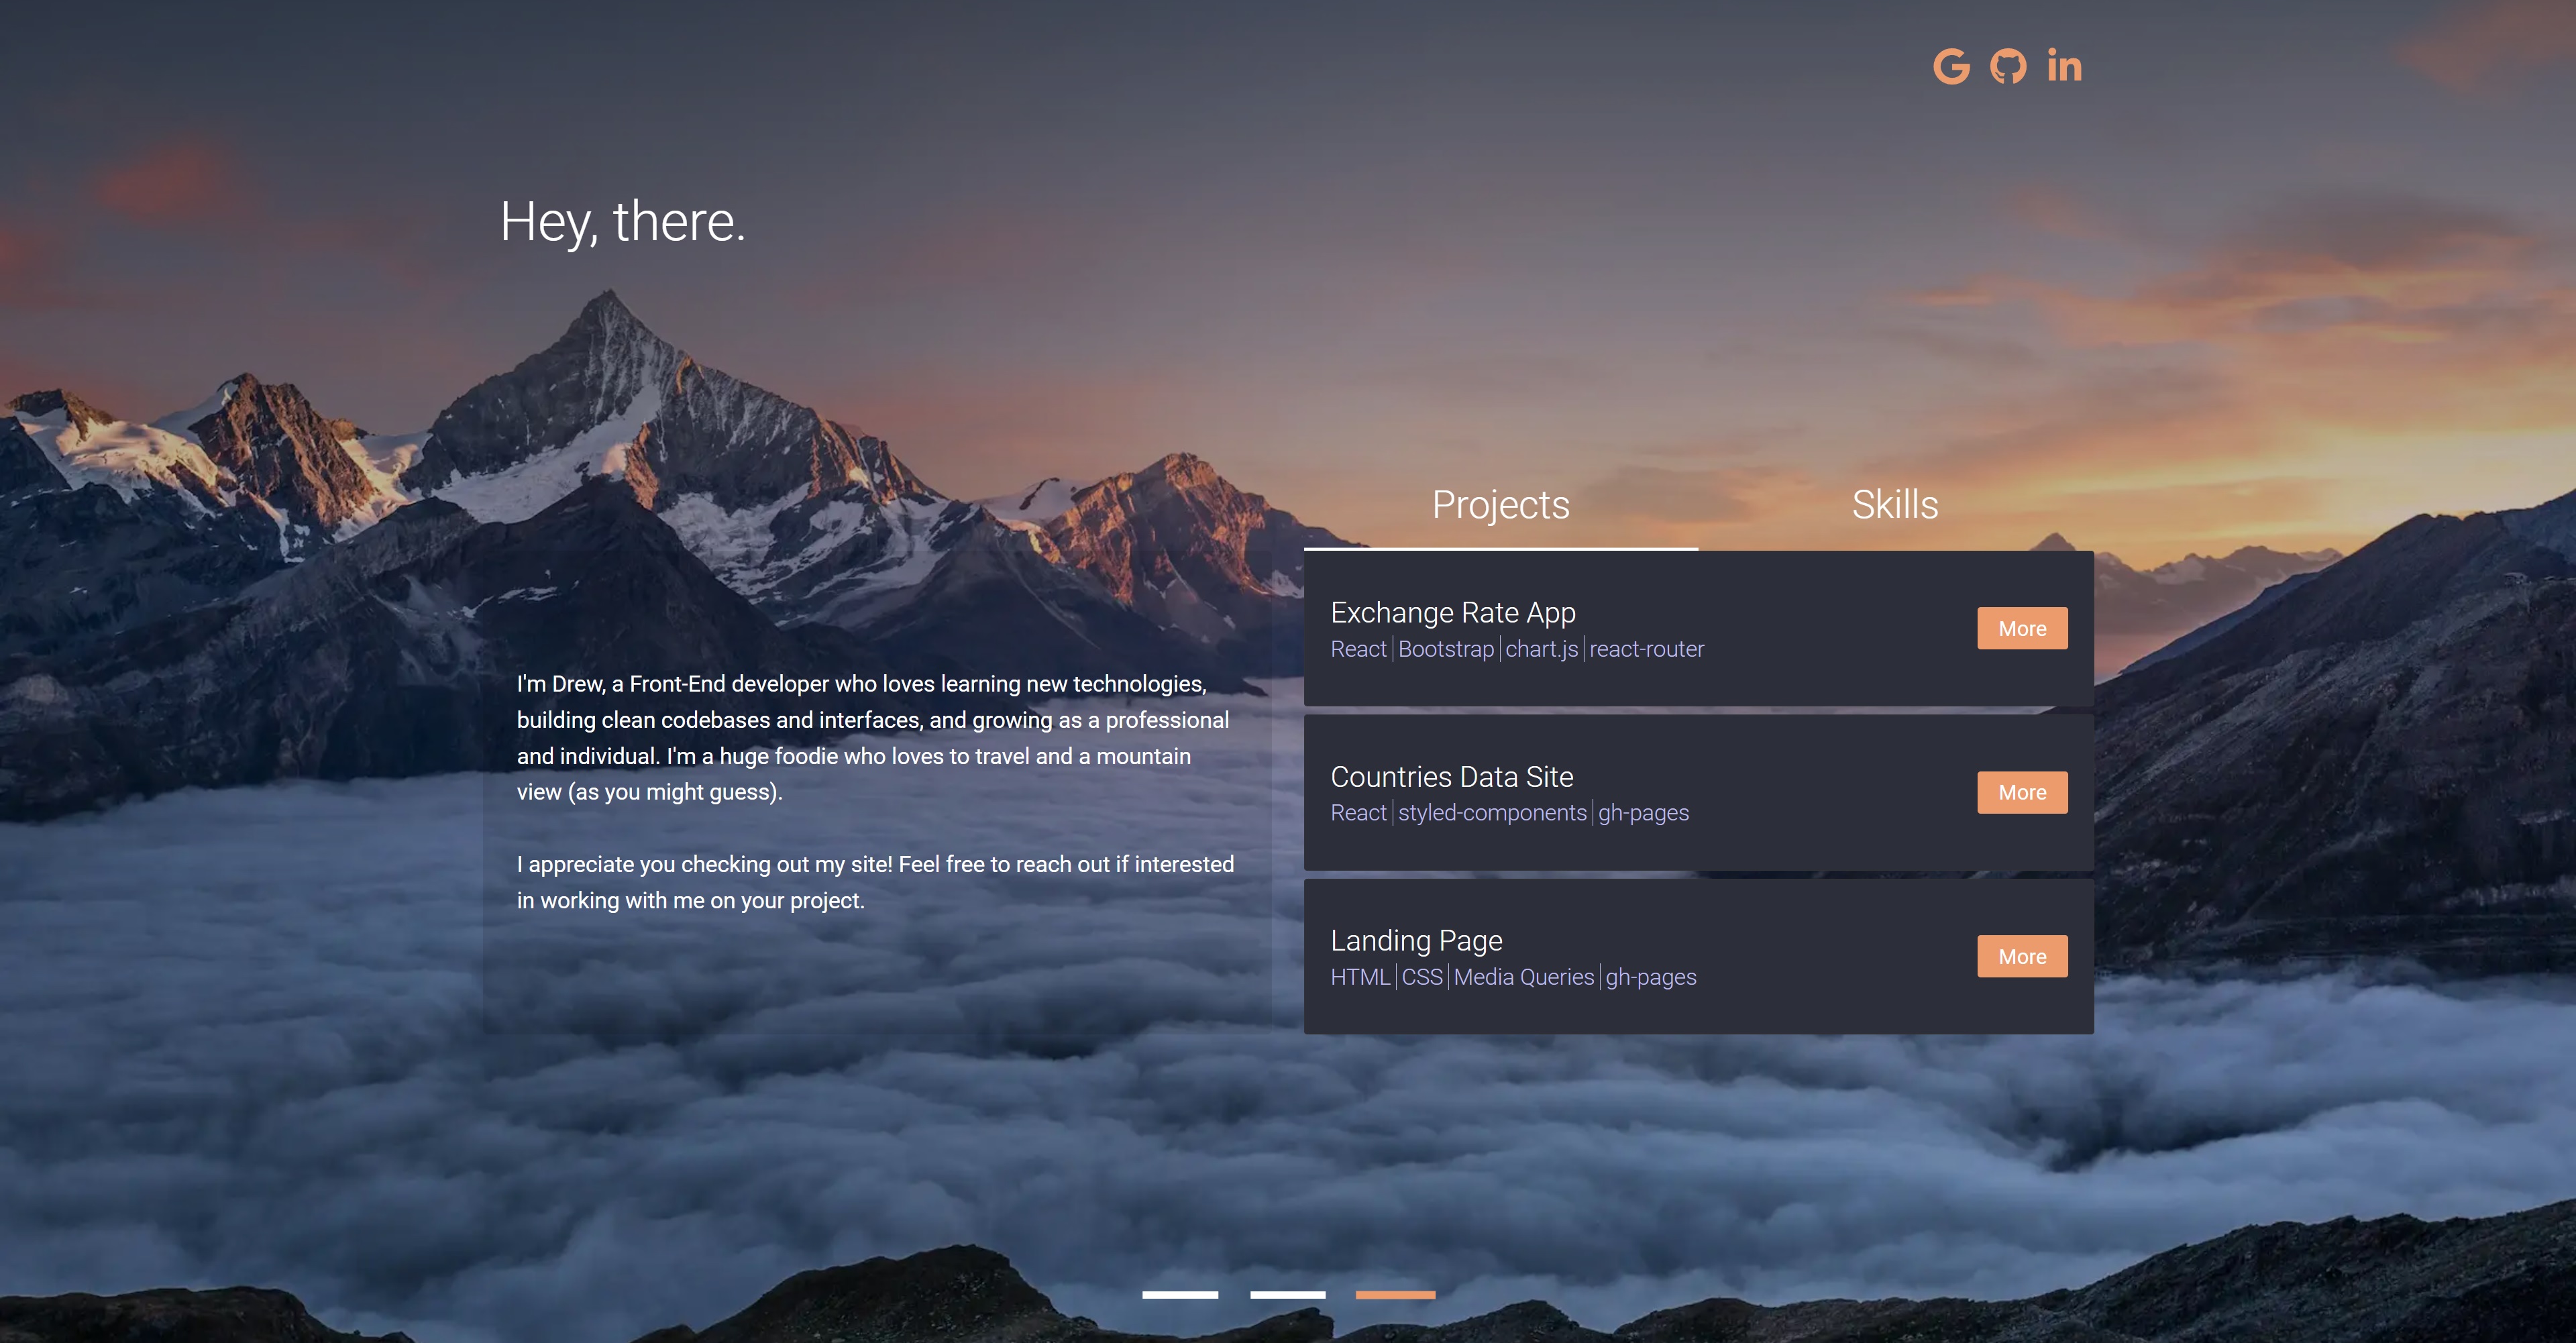 Hey, there.
Projects
Skills
I'm Drew, a Front-End developer who loves learning new technologies,
building clean codebases and interfaces, and growing as a professional
and individual. I'm a huge foodie who loves to travel and a mountain
view (as you might guess).
I appreciate you checking out my site! Feel free to reach out if interested
in working with me on your project.
Exchange Rate App
React | Bootstrap | chart.js | react-router
More
Countries Data Site
React | styled-components | gh-pages
More
Landing Page
HTML | CSS | Media Queries | gh-pages
More